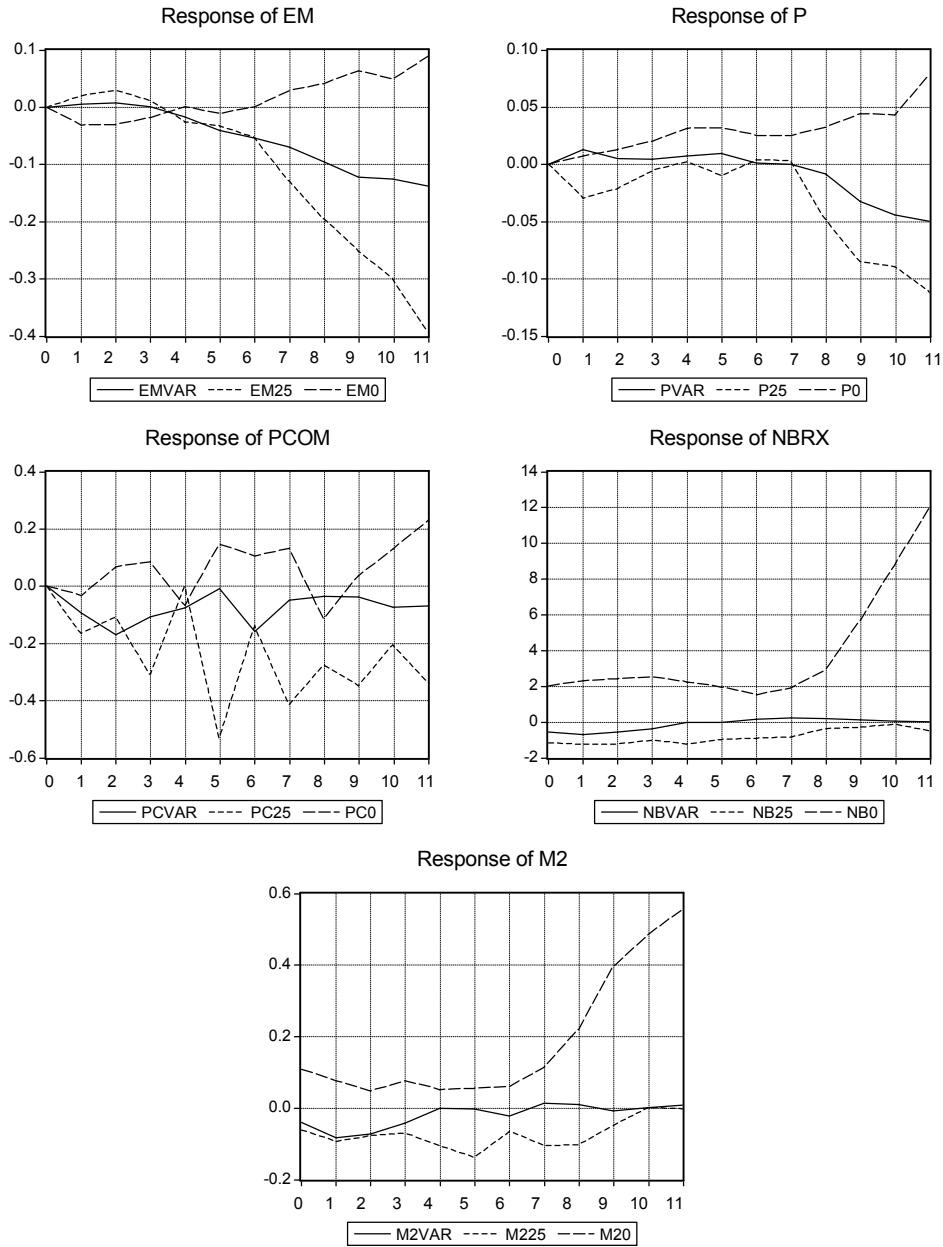 Response of EM
0.1
0.0
-0.1
-0.2
-0.3
-0.4
0 1 2 3 4 5 6 7 8 9 10 11
EMVAR EM25 EM0
Response of P
0.10
0.05
0.00
-0.05
-0.10
-0.15
0 1 2 3 4 5 6 7 8 9 10 11
PVAR P25 P0
Response of PCOM
0.4
0.2
0.0
-0.2
-0.4
-0.6
0 1 2 3 4 5 6 7 8 9 10 11
PCVAR PC25 PC0
Response of NBRX
14
12
10
8
6
4
2
0
-2
0 1 2 3 4 5 6 7 8 9 10 11
NBVAR NB25 NB0
Response of M2
0.6
0.4
0.2
0.0
-0.2
0 1 2 3 4 5 6 7 8 9 10 11
M2VAR M225 M20